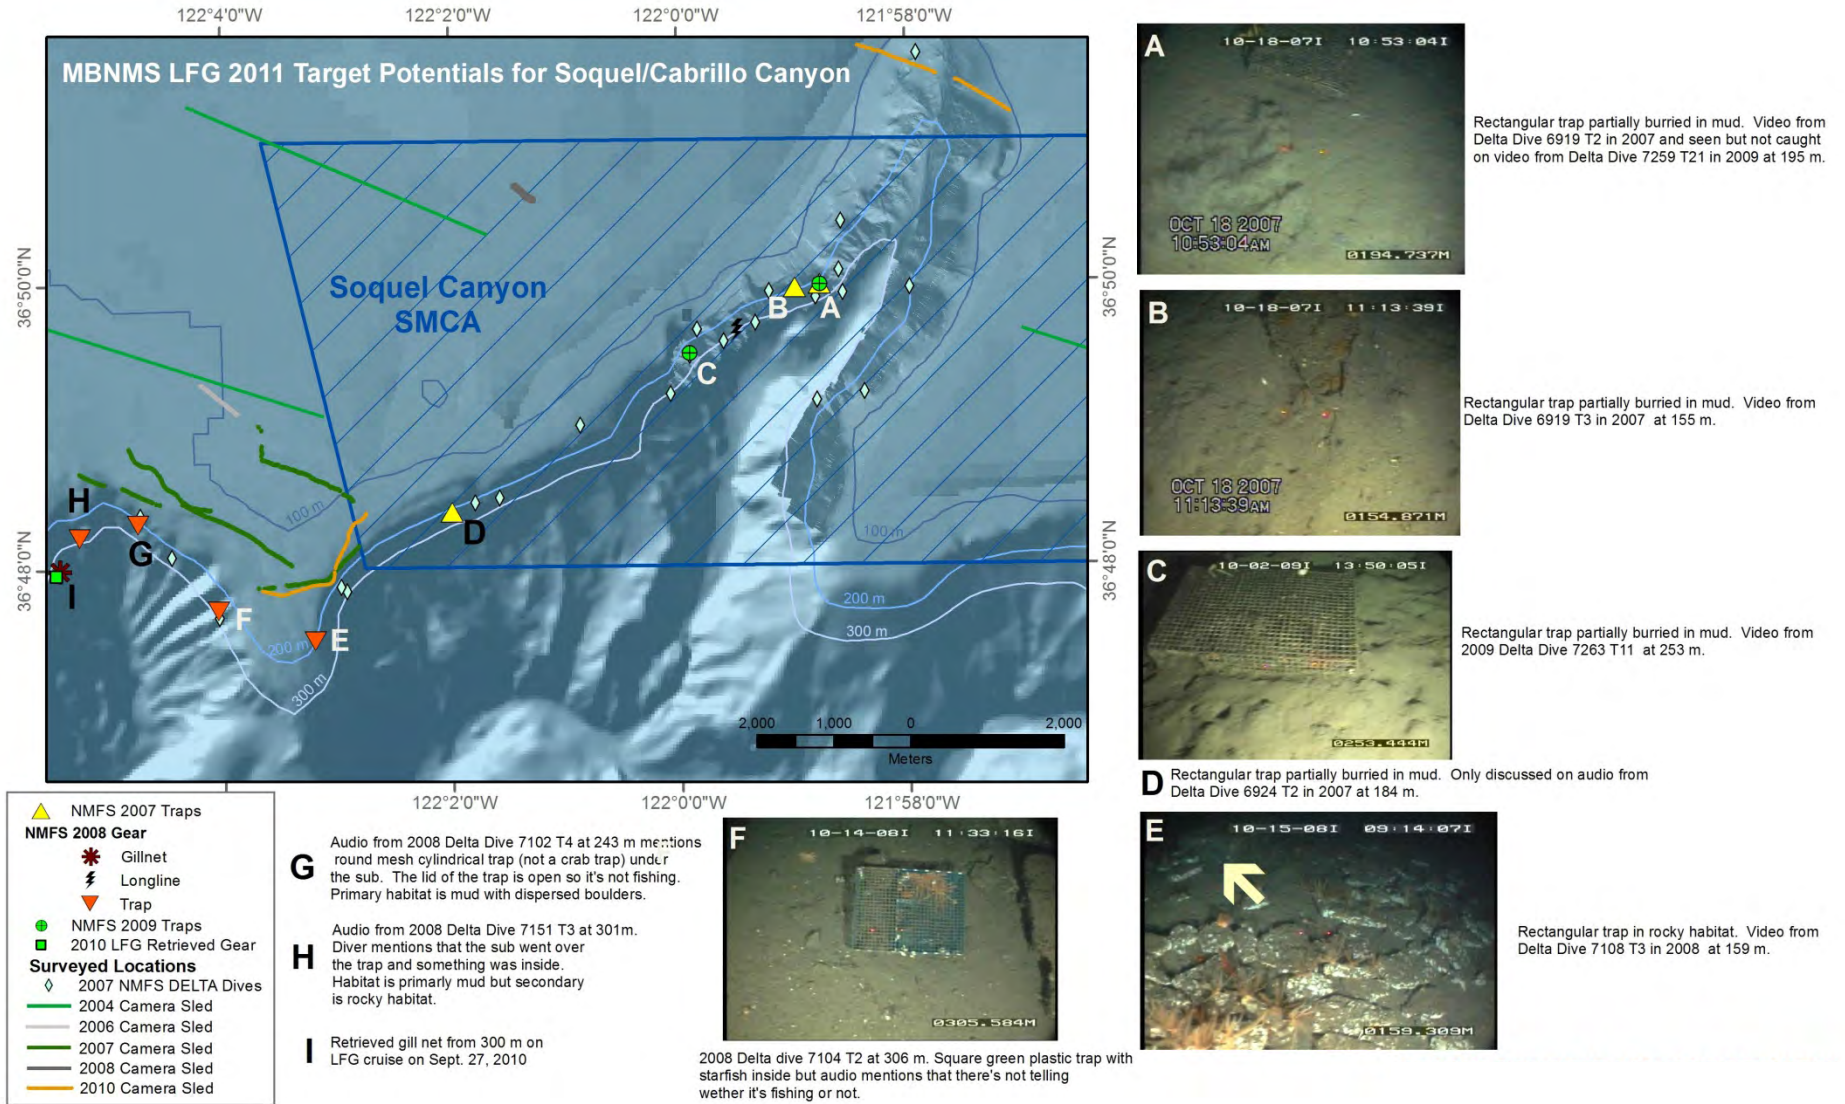 122°4'0"W
122°2'0"W
122°0'0"W
121°58'0"W
MBNMS LFG 2011 Target Potentials for Soquel/Cabrillo Canyon
36°50'0"N
36°50'0"N
Soquel Canyon
SMCA
B
A
C
D
H
G
I
F
E
100 m
100 m
200 m
300 m
200 m
300 m
36°48'0"N
36°48'0"N
2,000
1,000
0
2,000
Meters
122°4'0"W
122°2'0"W
122°0'0"W
121°58'0"W
NMFS 2007 Traps
NMFS 2008 Gear
Gillnet
Longline
Trap
NMFS 2009 Traps
2010 LFG Retrieved Gear
Surveyed Locations
2007 NMFS DELTA Dives
2004 Camera Sled
2006 Camera Sled
2007 Camera Sled
2008 Camera Sled
2010 Camera Sled
G
Audio from 2008 Delta Dive 7102 T4 at 243 m mentions
round mesh cylindrical trap (not a crab trap) under
the sub. The lid of the trap is open so it's not fishing.
Primary habitat is mud with dispersed boulders.
H
Audio from 2008 Delta Dive 7151 T3 at 301m.
Diver mentions that the sub went over
the trap and something was inside.
Habitat is primarly mud but secondary
is rocky habitat.
I
Retrieved gill net from 300 m on
LFG cruise on Sept. 27, 2010
F
10-14-08I 11:33:16I
0305.584M
2008 Delta dive 7104 T2 at 306 m. Square green plastic trap with
starfish inside but audio mentions that there's not telling
wether it's fishing or not.
A
10-18-07I 10:53:04I
OCT 18 2007
10:53:04AM
0194.737M
Rectangular trap partially burried in mud. Video from
Delta Dive 6919 T2 in 2007 and seen but not caught
on video from Delta Dive 7259 T21 in 2009 at 195 m.
B
10-18-07I 11:13:39I
OCT 18 2007
11:13:39AM
0154.871M
Rectangular trap partially burried in mud. Video from
Delta Dive 6919 T3 in 2007 at 155 m.
C
10-02-09I 13:50:05I
0253.444M
Rectangular trap partially burried in mud. Video from
2009 Delta Dive 7263 T11 at 253 m.
D
Rectangular trap partially burried in mud. Only discussed on audio from
Delta Dive 6924 T2 in 2007 at 184 m.
E
10-15-08I 09:14:07I
0159.309M
Rectangular trap in rocky habitat. Video from
Delta Dive 7108 T3 in 2008 at 159 m.